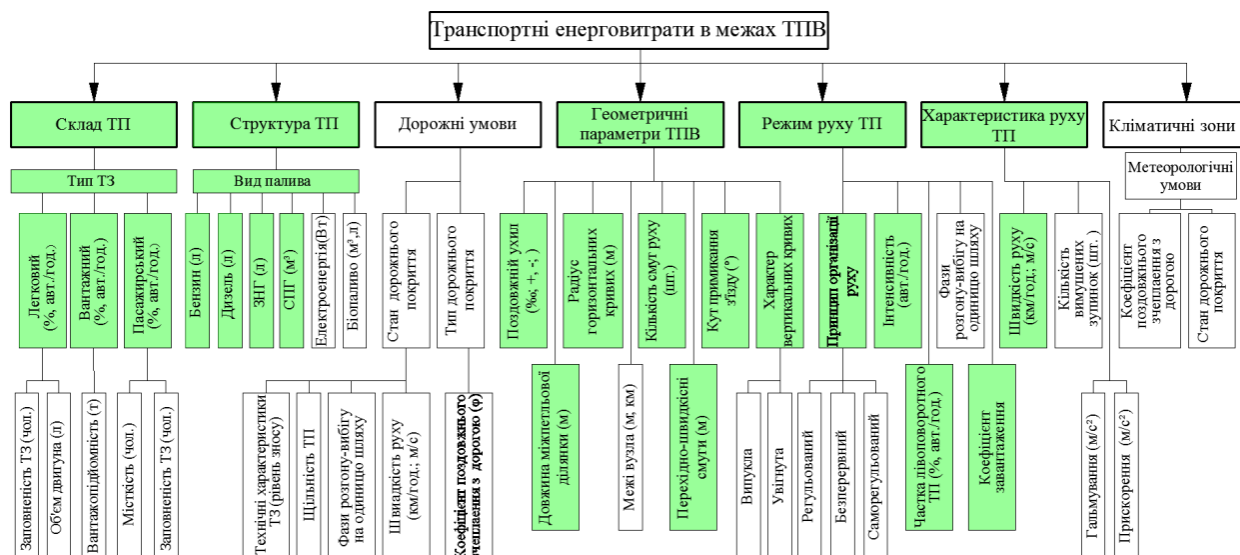 Транспортні енерговитрати в межах ТПВ
Склад ТП
Структура ТП
Дорожні умови
Геометричні
параметри ТПВ
Режим руху ТП
Характеристика руху
ТП
Кліматичні зони
Тип ТЗ
Вид палива
Метеорологічні
умови
Легковий
(%, авт./год.)
Вантажний
(%, авт./год.)
Пасажирський
(%, авт./год.)
Бензин (л)
Дизель (л)
ЗНГ (л)
СПГ (м³)
Електроенергія(Вт)
Біопаливо (м³,л)
Стан дорожнього
покриття
Тип дорожнього
покриття
Поздовжній ухил
(‰; +, -; )
Радіус
горизонтальних
кривих (м)
Кількість смуг руху
(шт.)
Кут примикання
з'їзду (°)
Характер
вертикальних кривих
Принцип організації
руху
Інтенсивність
(авт./год.)
Фази
розгону-вибігу на
одиницю шляху
Швидкість руху
(км/год.; м/с)
Кількість
вимушених
зупинок (шт. )
Коефіцієнт
поздовжнього
зчеплення з
дорогою
Стан дорожнього
покриття
Заповненість ТЗ (чол.)
Об'єм двигуна (л)
Вантажопідйомність (т)
Місткість (чол.)
Заповненість ТЗ (чол.)
Технічні характеристики
ТЗ (рівень зносу)
Щільність ТП
Фази розгону-вибігу
на одиницю шляху
Швидкість руху
(км/год.; м/с)
Коефіцієнт поздовжнього
зчеплення з дорогою (φ)
Довжина міжпетльової
ділянки (м)
Межі вузла (м; км)
Перехідно-швидкісні
смуги (м)
Випукла
Увігнута
Регульований
Безперервний
Саморегульований
Частка лівоповоротного
ТП (%, авт./год.)
Коефіцієнт
завантаження
Гальмування (м/с²)
Прискорення (м/с²)